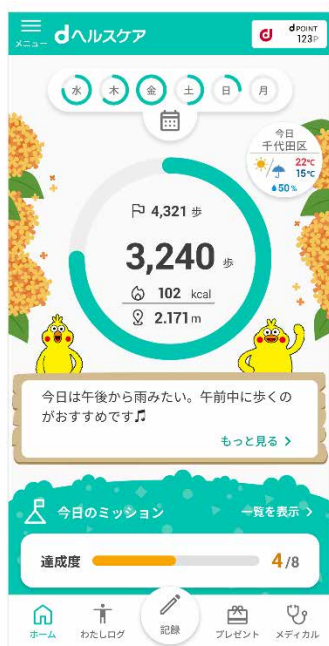 メニュー
dヘルスケア
d POINT
123P
水 木 金 土 日 月
今日
千代田区
22℃
15℃
50%
4,321 歩
3,240 歩
102 kcal
2.171m
今日は午後から雨みたい。午前中に歩くの
がおすすめです♫
もっと見る >
今日のミッション
一覧を表示 >
達成度 4/8
ホーム わたしログ 記録 プレゼント メディカル